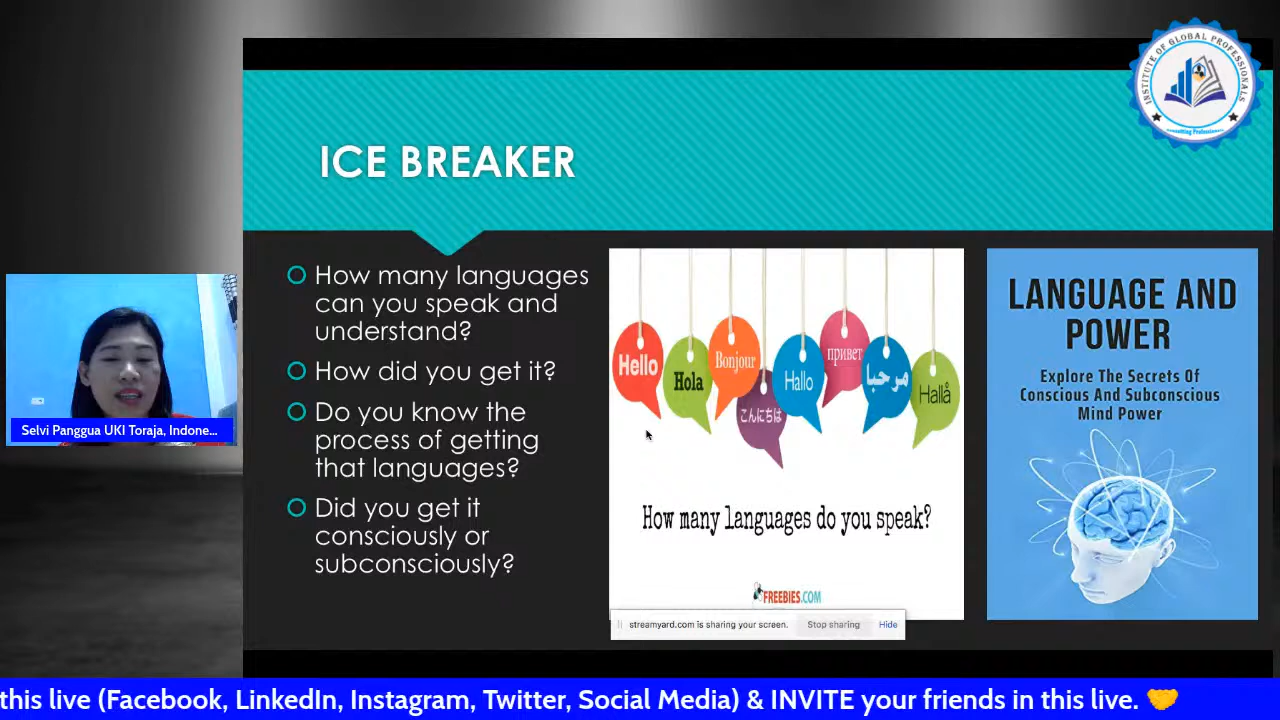 INSTITUTE OF GLOBAL PROFESSIONALS
ICE BREAKER
How many languages
can you speak and
understand?
How did you get it?
Do you know the
process of getting
that languages?
Did you get it
consciously or
subconsciously?
Hello
Hola
Bonjour
こんにちは
Hallo
привет
مرحبا
Hallå
How many languages do you speak?
FREEBIES.COM
streamyard.com is sharing your screen.
Stop sharing
Hide
LANGUAGE AND
POWER
Explore The Secrets Of
Conscious And Subconscious
Mind Power
Selvi Panggua UKI Toraja, Indone...
this live (Facebook, LinkedIn, Instagram, Twitter, Social Media) & INVITE your friends in this live. 🤝